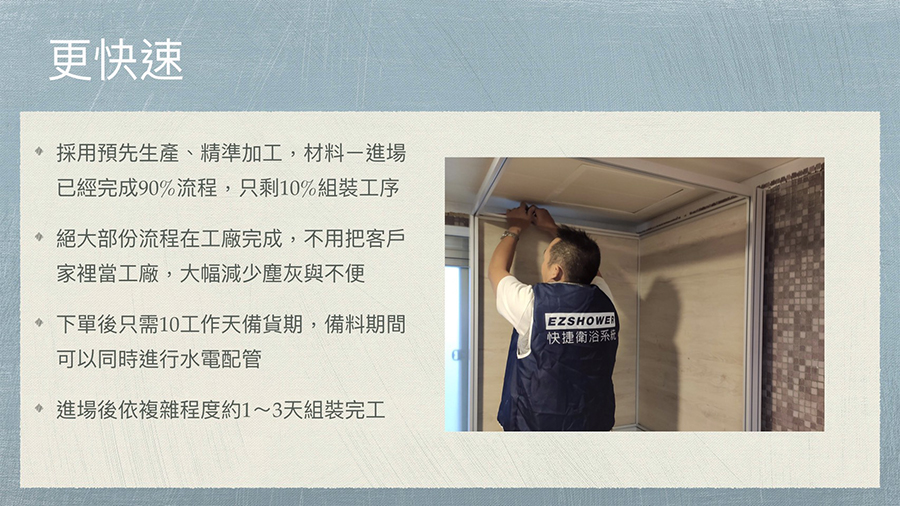 更快速
採用預先生產、精準加工，材料一進場
已經完成90%流程，只剩10%組裝工序
絕大部份流程在工廠完成，不用把客戶
家裡當工廠，大幅減少塵灰與不便
下單後只需10工作天備貨期，備料期間
可以同時進行水電配管
進場後依複雜程度約1～3天組裝完工
EZSHOWER
快捷衛浴系統